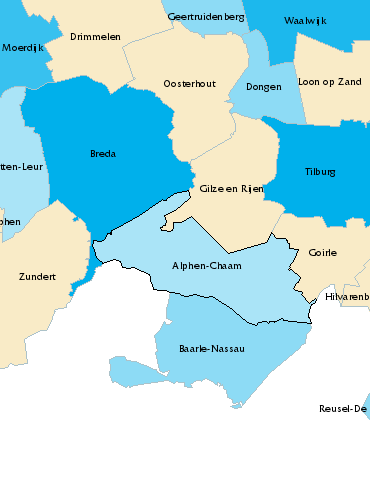 Geertruidenberg
Waalwijk
Drimmelen
Moerdijk
Oosterhout
Loon op Zand
Dongen
Breda
tten-Leur
Tilburg
Gilze en Rijen
phen
Goirle
Alphen-Chaam
Zundert
Hilvarenb
Baarle-Nassau
Reusel-De